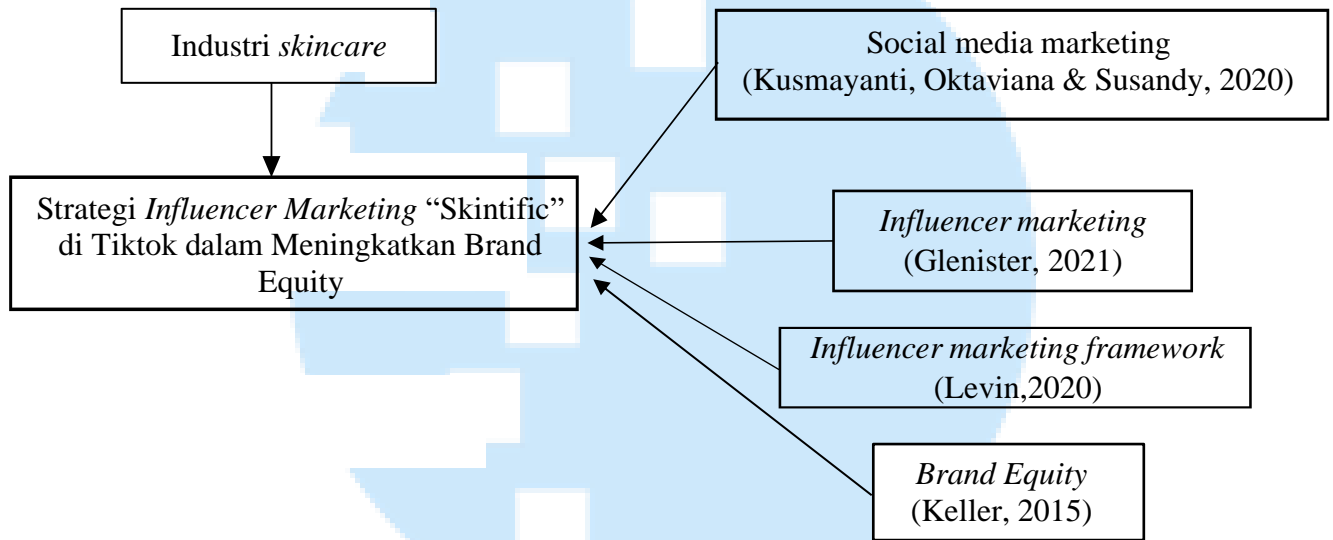 Industri skincare
Social media marketing
(Kusmayanti, Oktaviana & Susandy, 2020)
Strategi Influencer Marketing “Skintific”
di Tiktok dalam Meningkatkan Brand
Equity
Influencer marketing
(Glenister, 2021)
Influencer marketing framework
(Levin,2020)
Brand Equity
(Keller, 2015)